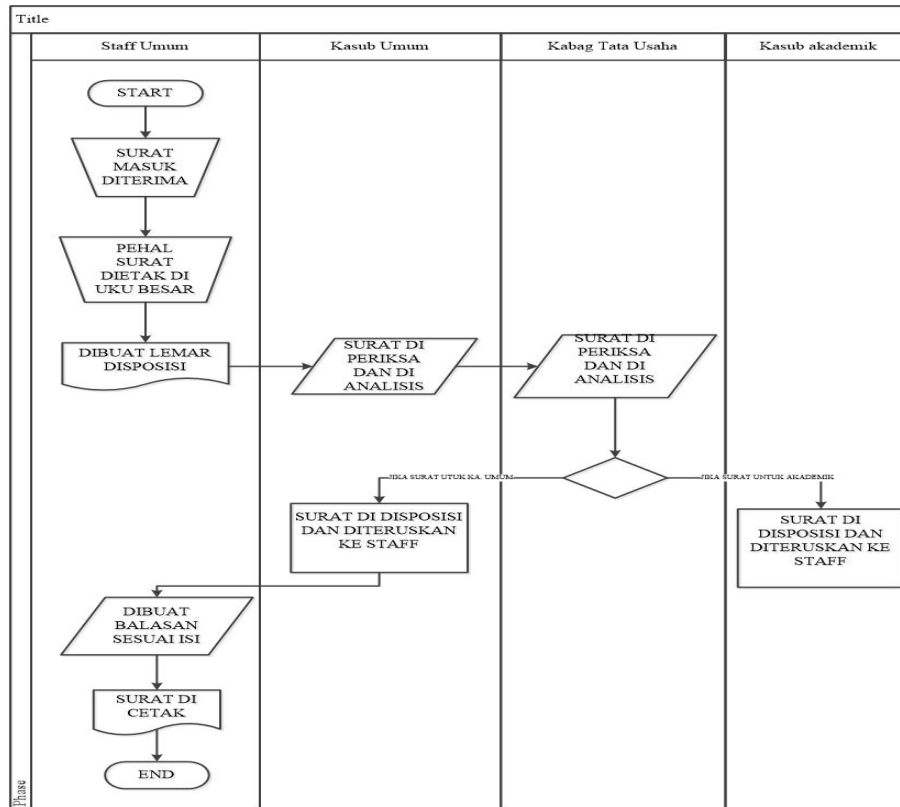 Title
Staff Umum
Kasub Umum
Kabag Tata Usaha
Kasub akademik
START
SURAT
MASUK
DITERIMA
PEHAL
SURAT
DIETAK DI
UKU BESAR
DIBUAT LEMAR
DISPOSISI
SURAT DI
PERIKSA
DAN DI
ANALISIS
SURAT DI
PERIKSA
DAN DI
ANALISIS
JIKA SURAT UTUK KA. UMUM
JIKA SURAT UNTUK AKADEMIK
SURAT DI DISPOSISI
DAN DITERUSKAN
KE STAFF
SURAT DI
DISPOSISI DAN
DITERUSKAN KE
STAFF
DIBUAT
BALASAN
SESUAI ISI
SURAT DI
CETAK
END
Phase